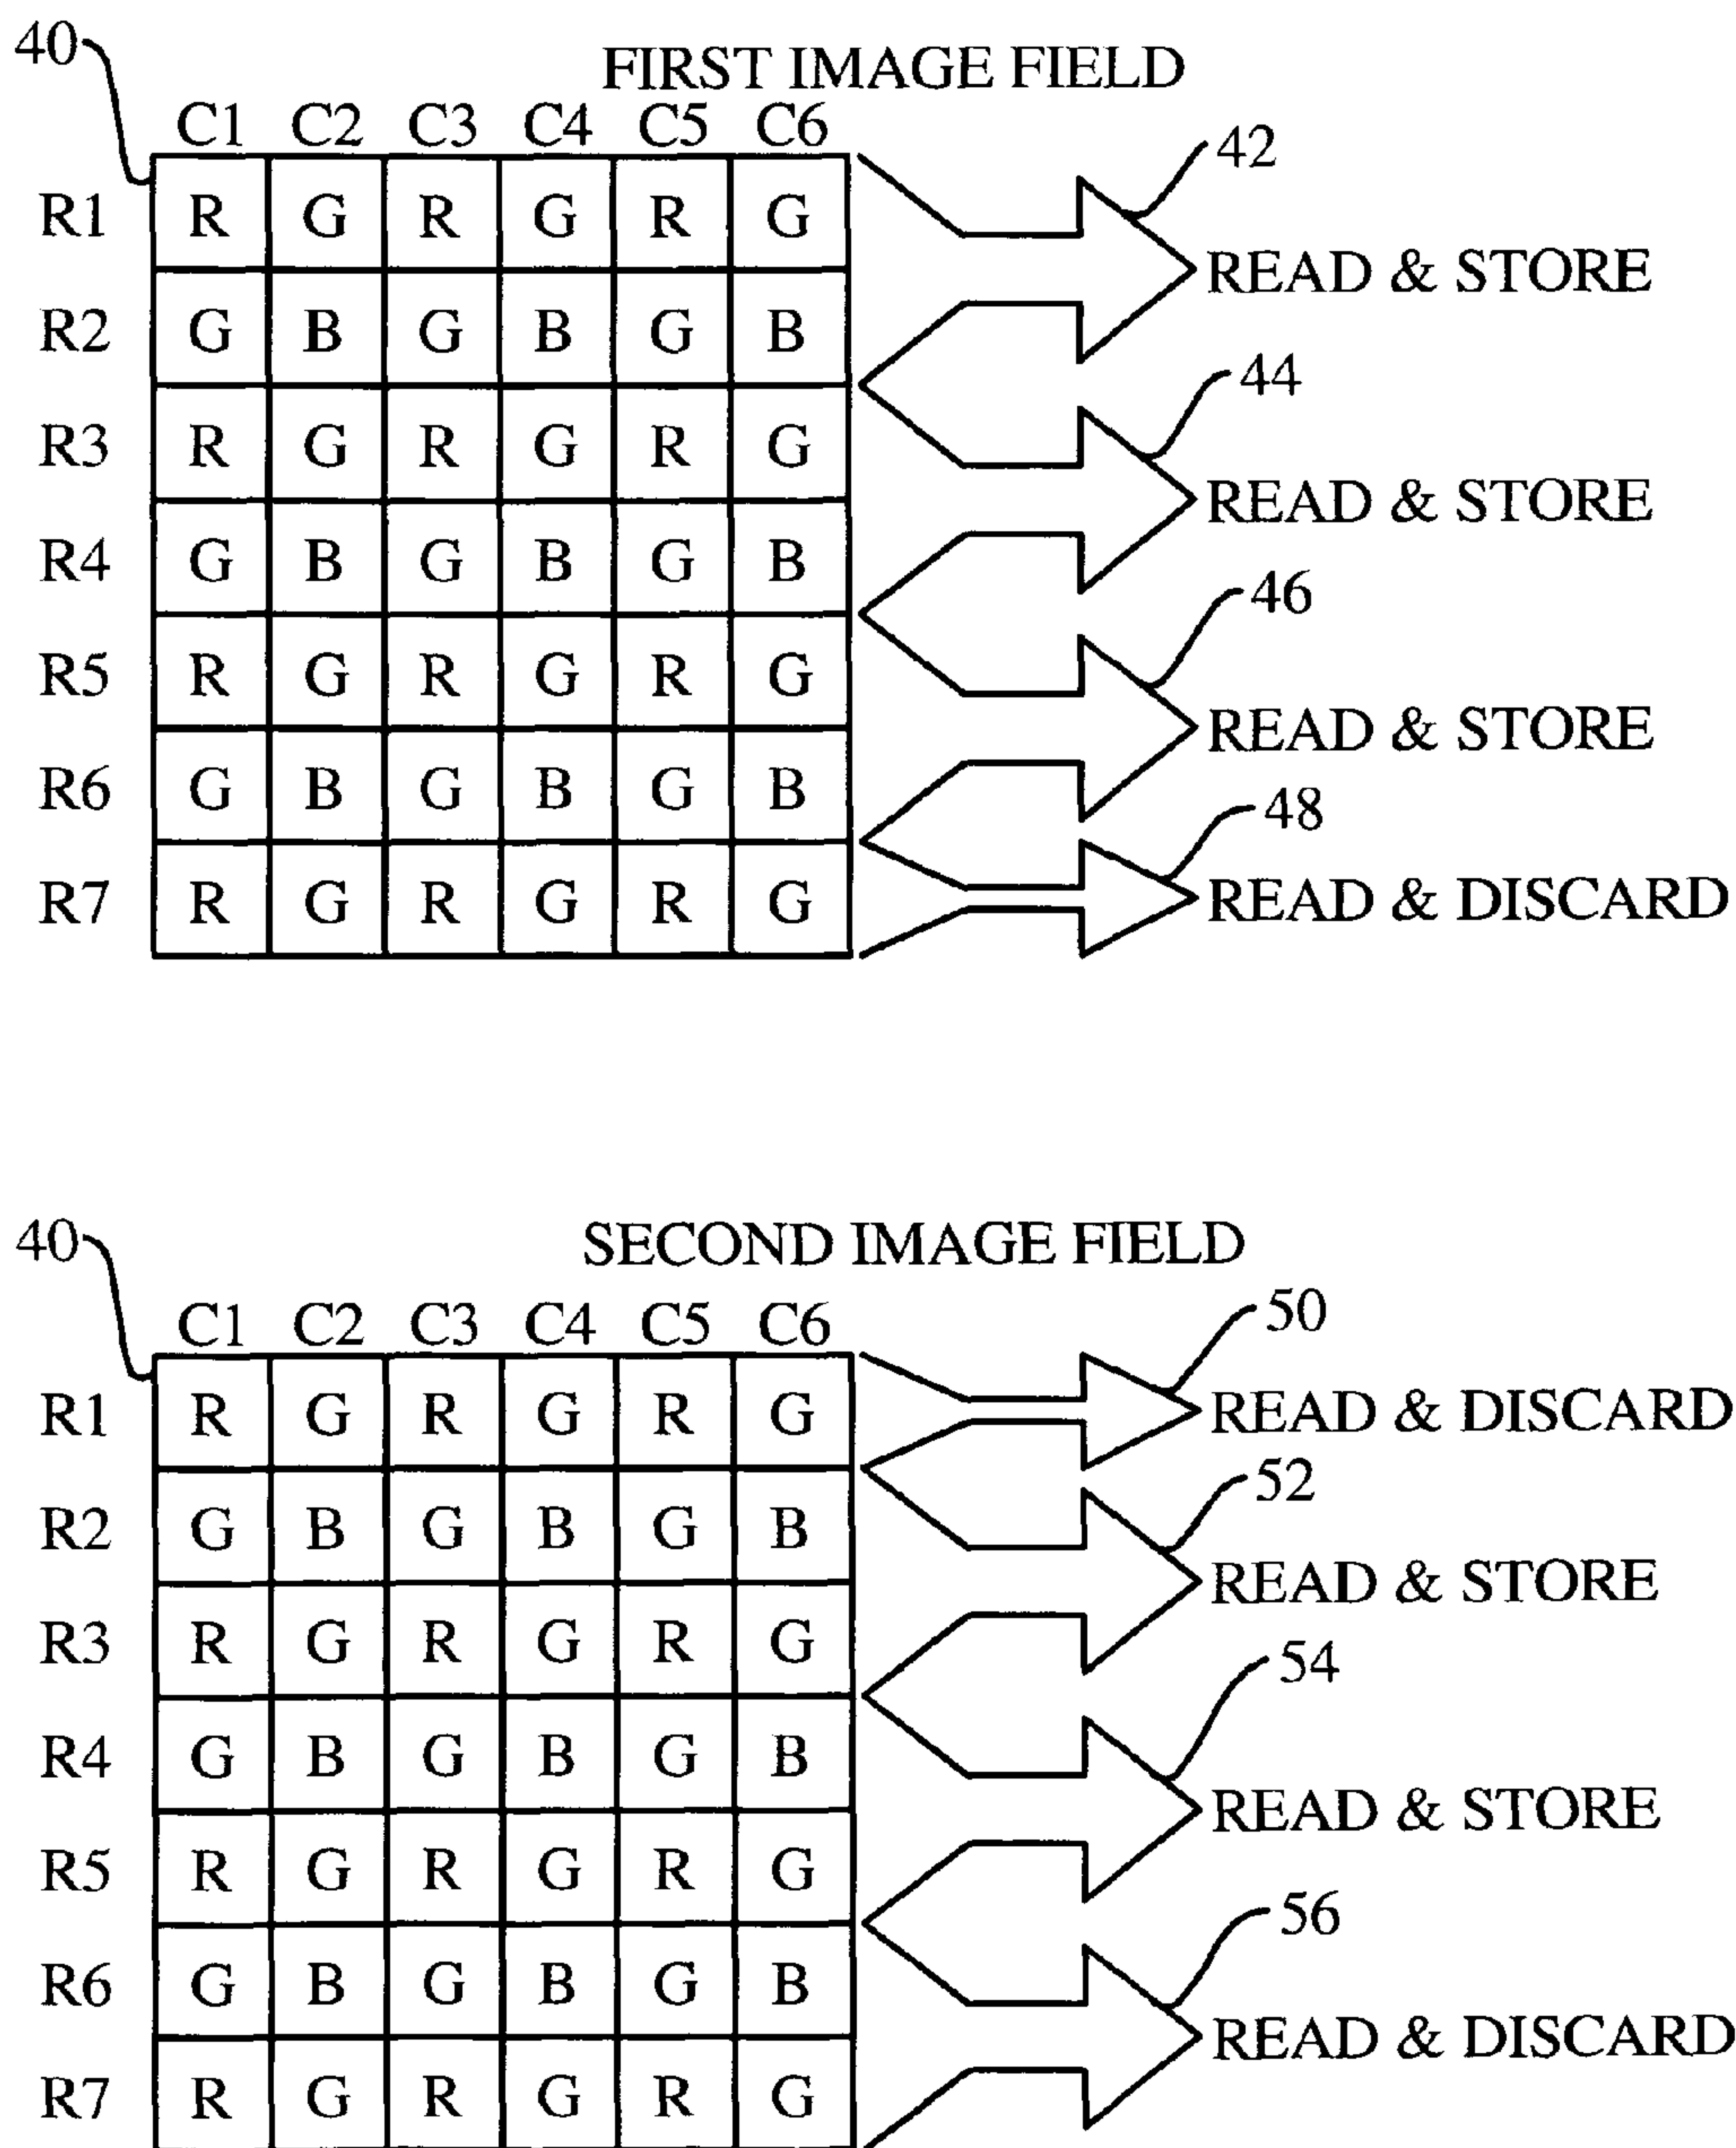 40
FIRST IMAGE FIELD
C1 C2 C3 C4 C5 C6
42
R1 R G R G R G
READ & STORE
R2 G B G B G B
44
R3 R G R G R G
READ & STORE
R4 G B G B G B
46
R5 R G R G R G
READ & STORE
R6 G B G B G B
48
R7 R G R G R G READ & DISCARD
40
SECOND IMAGE FIELD
50
C1 C2 C3 C4 C5 C6
R1 R G R G R G READ & DISCARD
52
R2 G B G B G B
READ & STORE
R3 R G R G R G
54
R4 G B G B G B
READ & STORE
R5 R G R G R G
56
R6 G B G B G B
READ & DISCARD
R7 R G R G R G